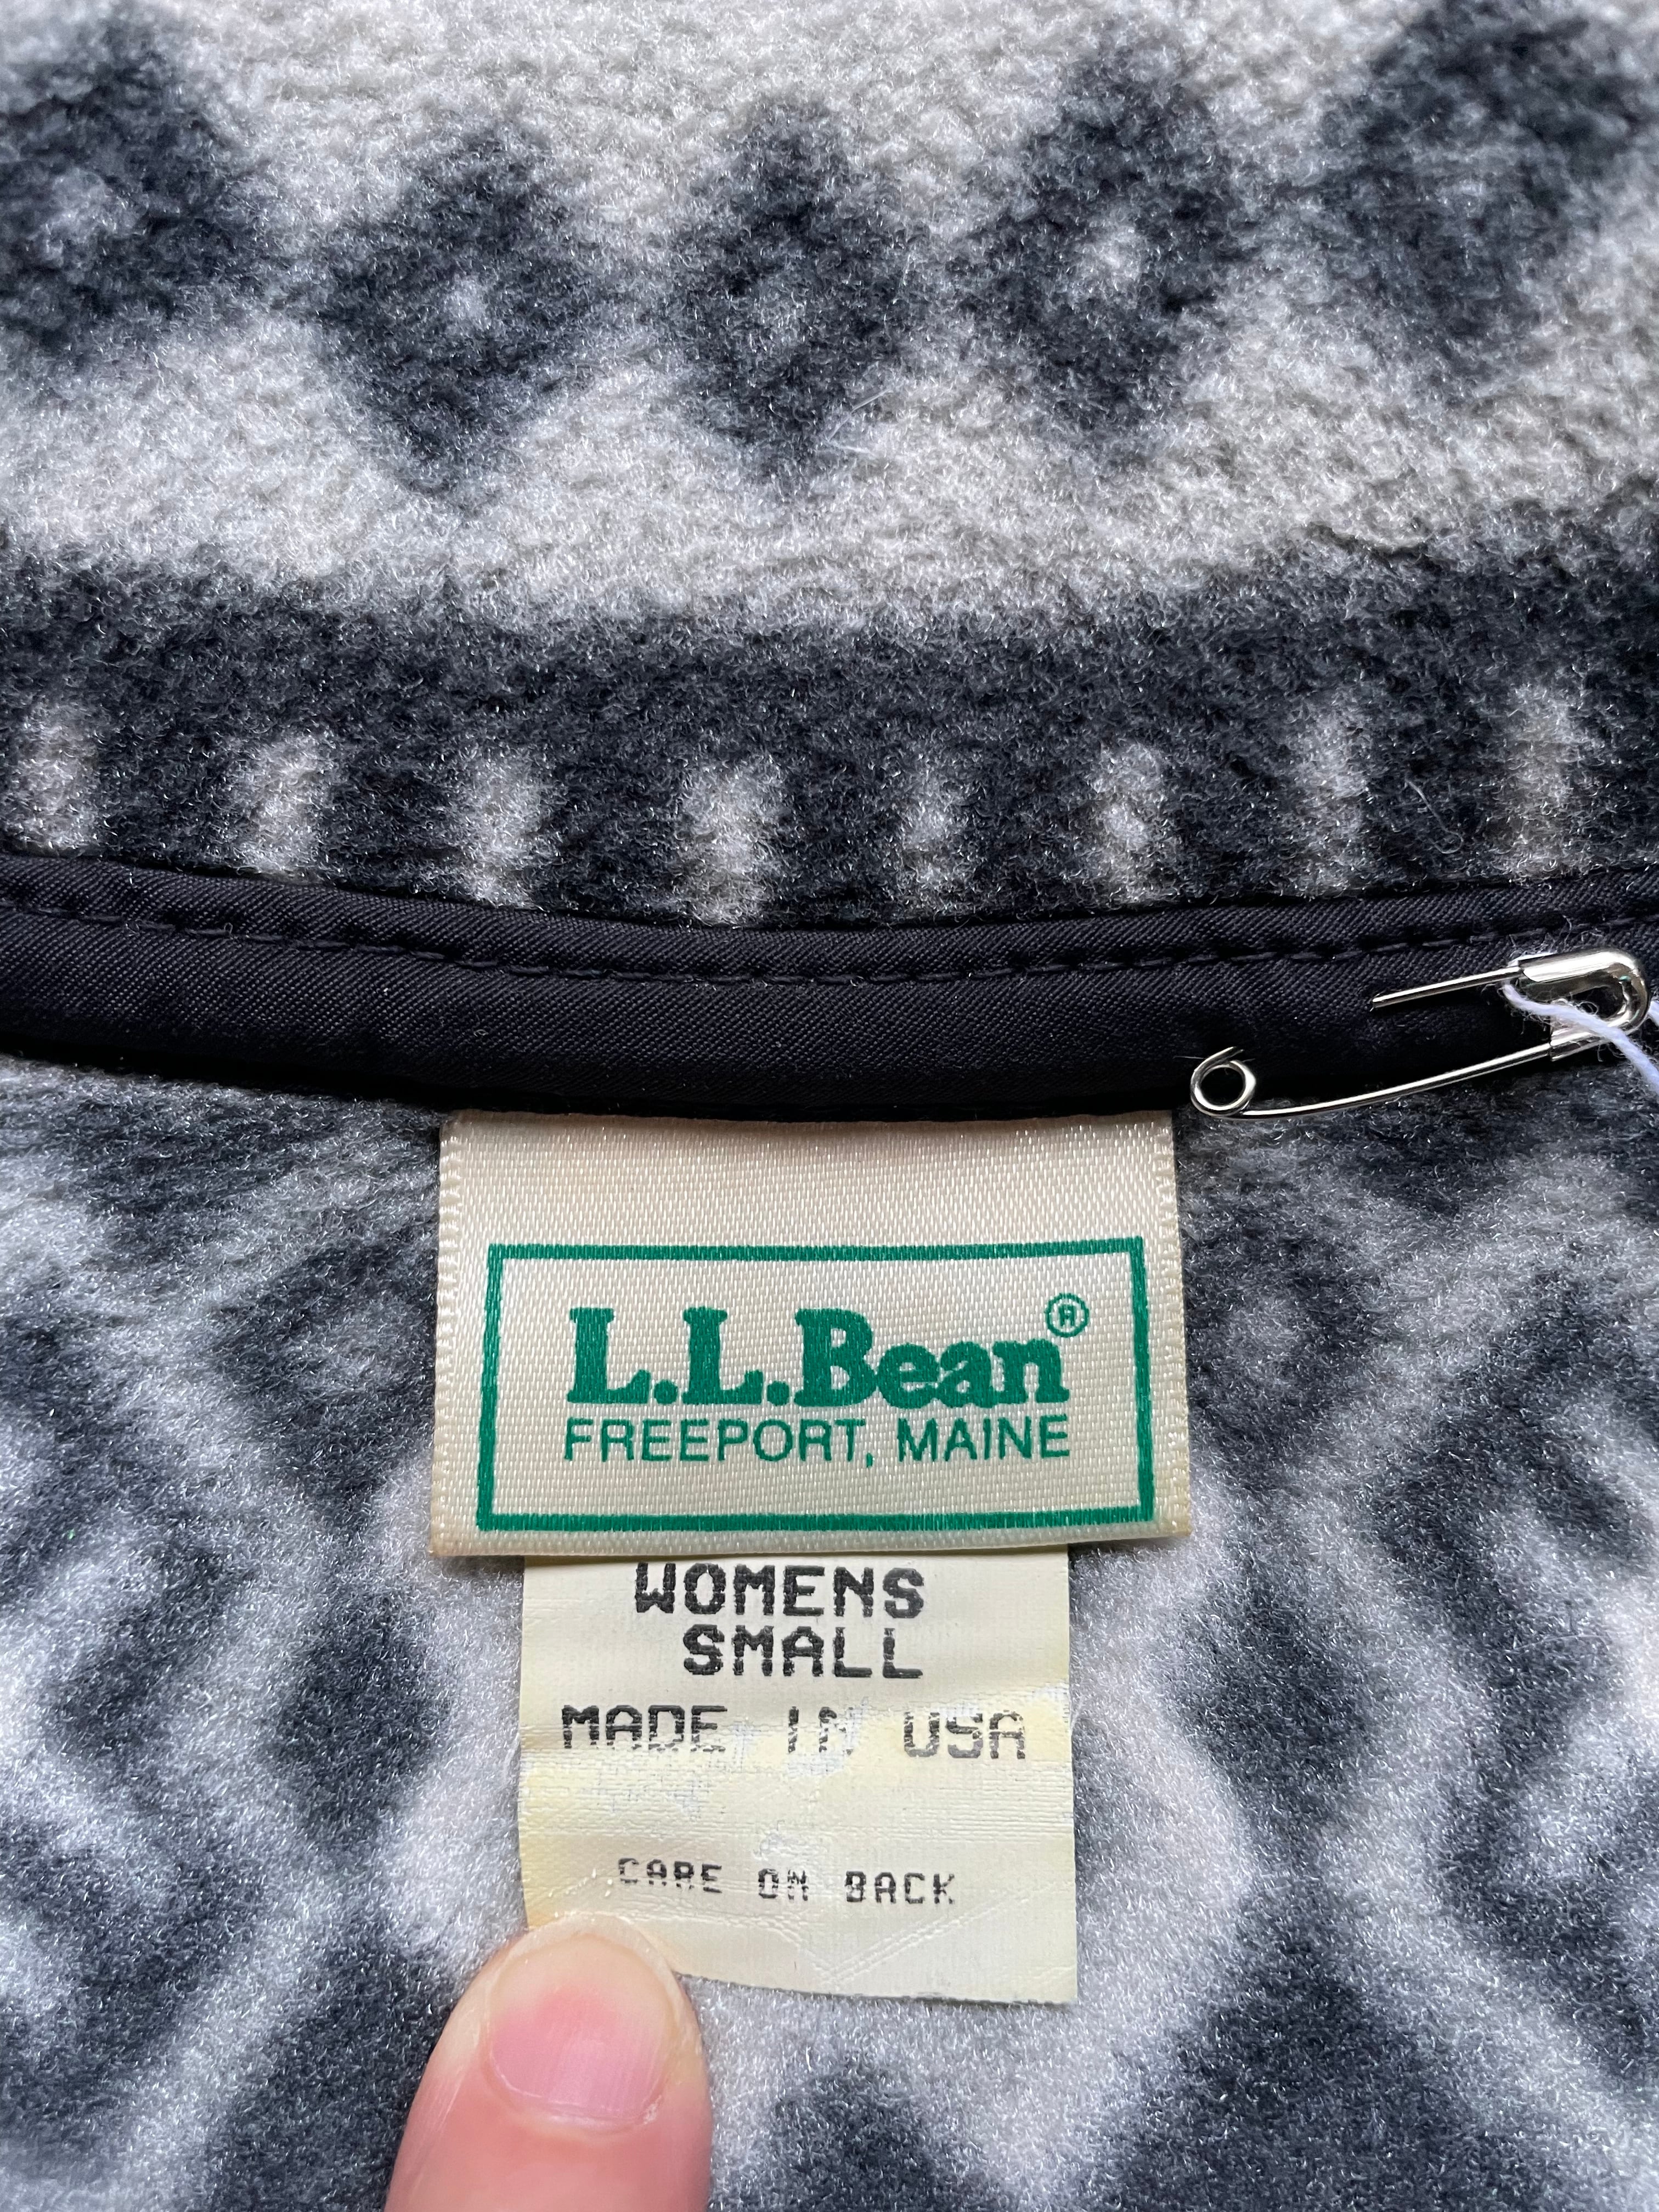 L.L.Bean®
FREEPORT, MAINE
WOMENS
SMALL
MADE IN USA
CARE ON BACK